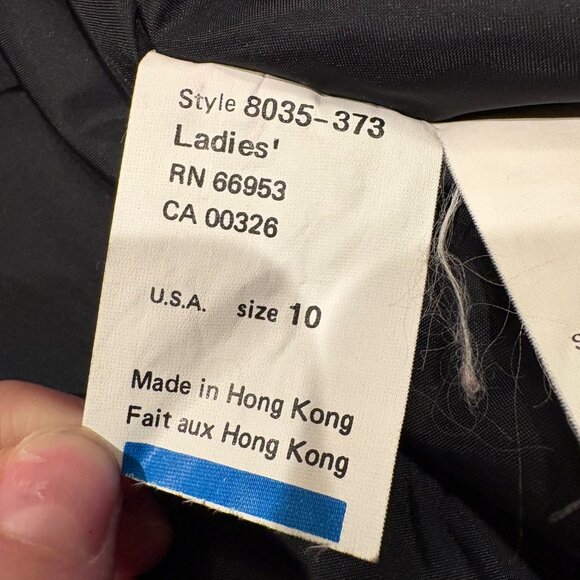 Style 8035-373
Ladies'
RN 66953
CA 00326
U.S.A. size 10
Made in Hong Kong
Fait aux Hong Kong